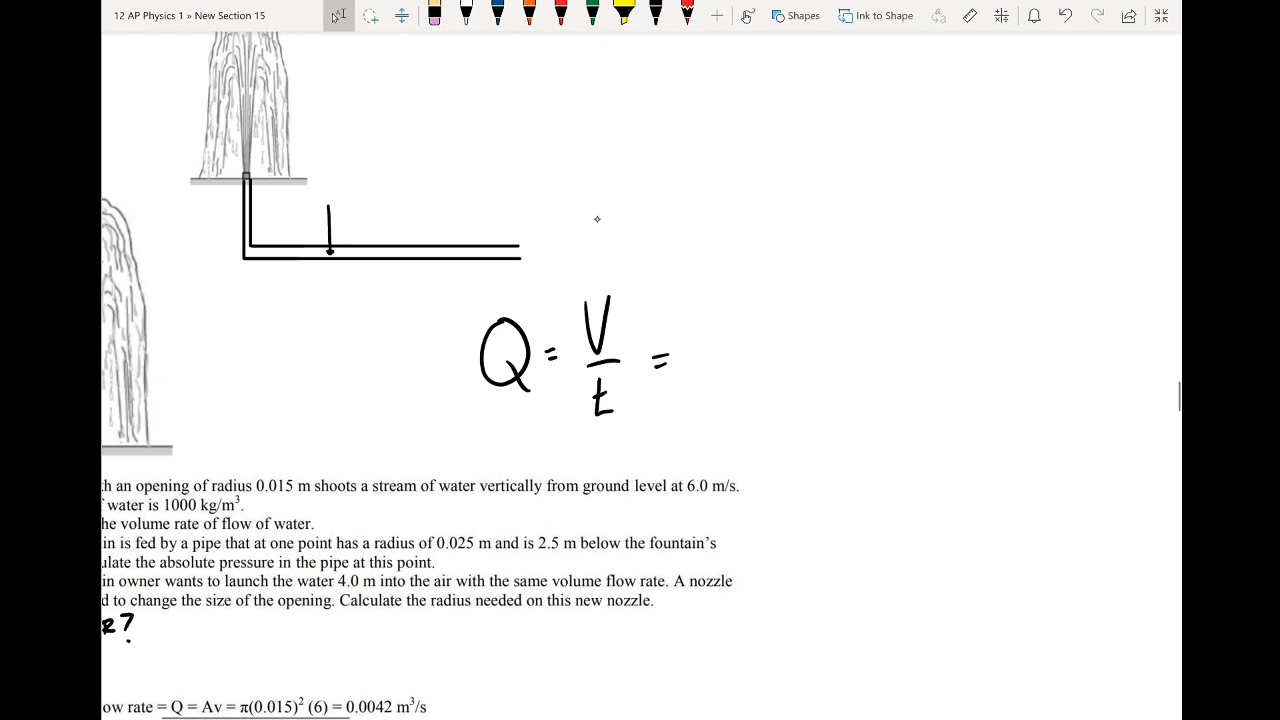 12 AP Physics 1 » New Section 15
Shapes
Ink to Shape
Q = V/t =
th an opening of radius 0.015 m shoots a stream of water vertically from ground level at 6.0 m/s.
water is 1000 kg/m³.
he volume rate of flow of water.
in is fed by a pipe that at one point has a radius of 0.025 m and is 2.5 m below the fountain’s
ulate the absolute pressure in the pipe at this point.
in owner wants to launch the water 4.0 m into the air with the same volume flow rate. A nozzle
d to change the size of the opening. Calculate the radius needed on this new nozzle.
?
ow rate = Q = Av = π(0.015)² (6) = 0.0042 m³/s